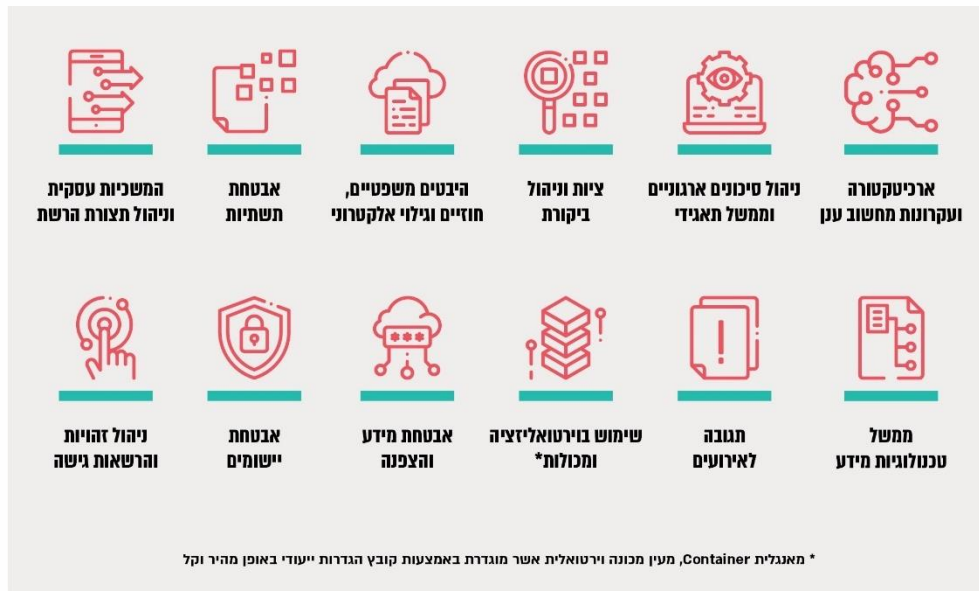 ארכיטקטורה
ועקרונות מחשוב ענן
ניהול סיכונים ארגוניים
וממשל תאגידי
ציות וניהול
ביקורת
היבטים משפטיים,
חוזיים וגילוי אלקטרוני
אבטחת
תשתיות
המשכיות עסקית
וניהול תצורת הרשת
ממשל
טכנולוגיות מידע
תגובה
לאירועים
שימוש בוירטואליזציה
ומכולות*
אבטחת מידע
והצפנה
אבטחת
יישומים
ניהול זהויות
והרשאות גישה
* מאנגלית Container, מעין מכונה וירטואלית אשר מוגדרת באמצעות קובץ הגדרות ייעודי באופן מהיר וקל